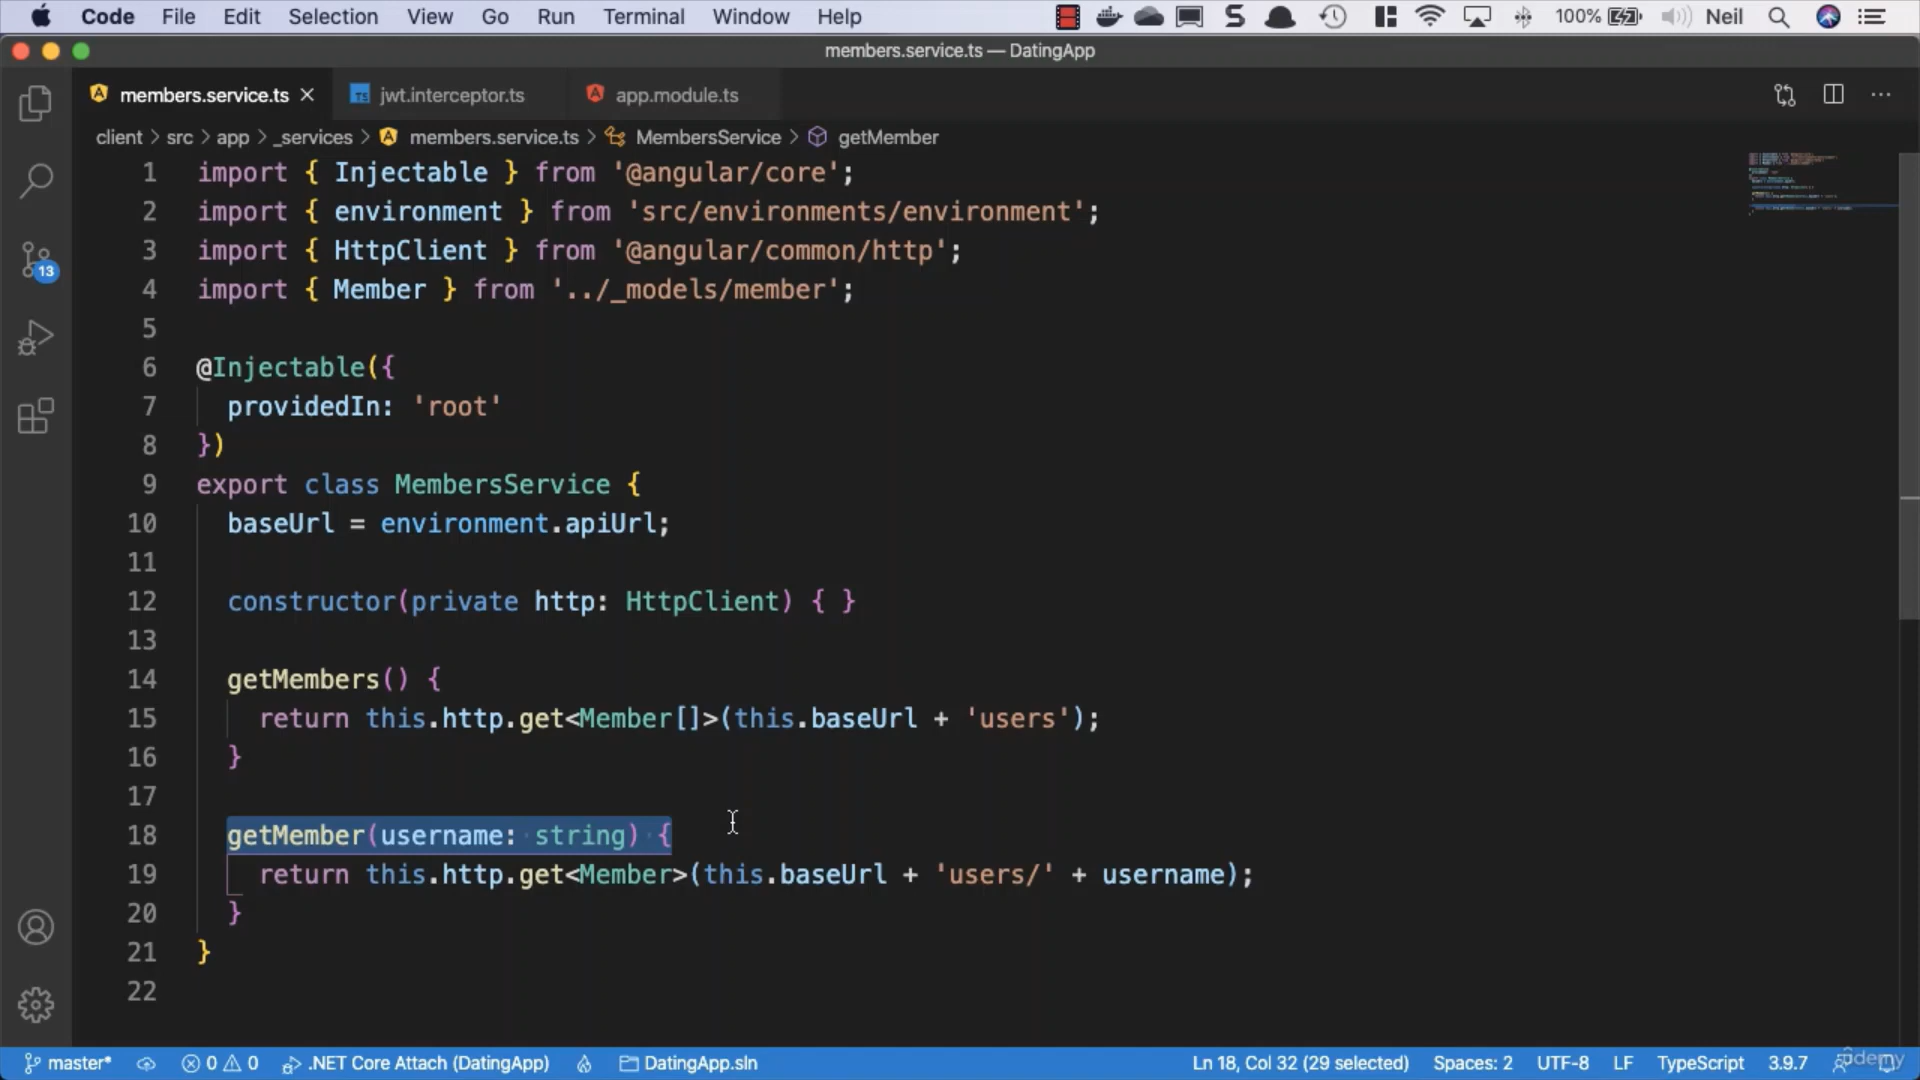 Code File Edit Selection View Go Run Terminal Window Help 100% Neil
members.service.ts — DatingApp
members.service.ts jwt.interceptor.ts app.module.ts
client > src > app > _services > members.service.ts > MembersService > getMember
1 import { Injectable } from '@angular/core';
2 import { environment } from 'src/environments/environment';
3 import { HttpClient } from '@angular/common/http';
4 import { Member } from '../_models/member';
5
6 @Injectable({
7 providedIn: 'root'
8 })
9 export class MembersService {
10 baseUrl = environment.apiUrl;
11
12 constructor(private http: HttpClient) { }
13
14 getMembers() {
15 return this.http.get<Member[]>(this.baseUrl + 'users');
16 }
17
18 getMember(username: string) {
19 return this.http.get<Member>(this.baseUrl + 'users/' + username);
20 }
21 }
22
13
master* 0 0 .NET Core Attach (DatingApp) DatingApp.sln Ln 18, Col 32 (29 selected) Spaces: 2 UTF-8 LF TypeScript 3.9.7
udemy